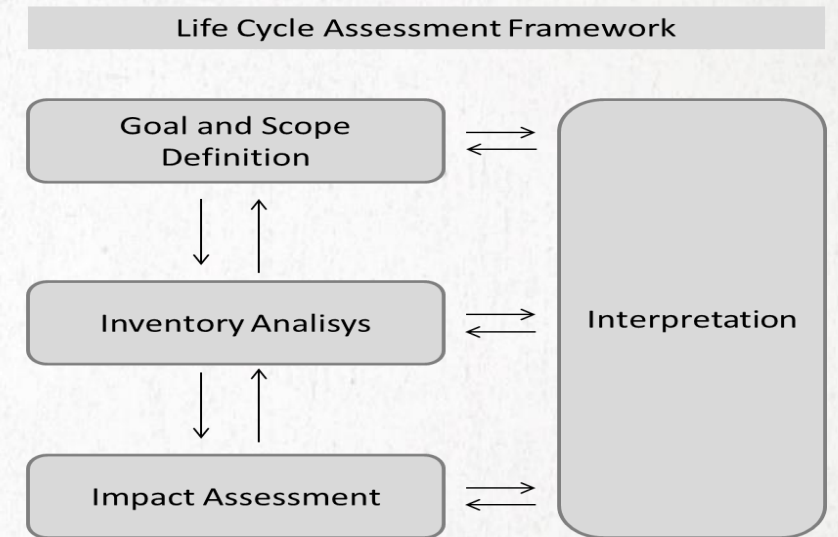 Life Cycle Assessment Framework
Goal and Scope
Definition
Inventory Analisys
Interpretation
Impact Assessment